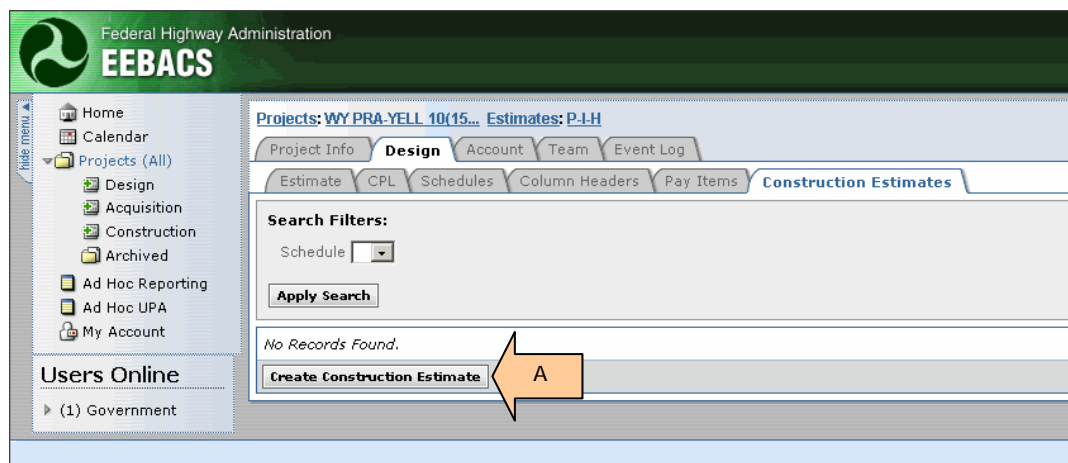 Federal Highway Administration
EEBACS
hide menu
Home
Calendar
Projects (All)
Design
Acquisition
Construction
Archived
Ad Hoc Reporting
Ad Hoc UPA
My Account
Users Online
(1) Government
Projects: WY PRA-YELL 10(15... Estimates: P-I-H
Project Info Design Account Team Event Log
Estimate CPL Schedules Column Headers Pay Items Construction Estimates
Search Filters:
Schedule
Apply Search
No Records Found.
Create Construction Estimate A